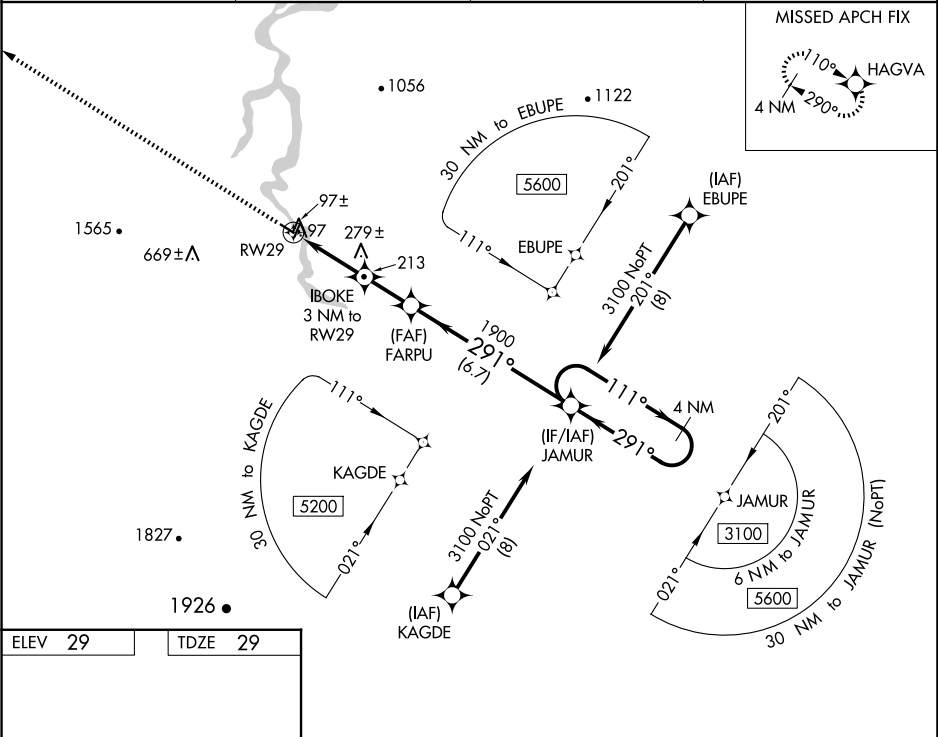 MISSED APCH FIX
110°
HAGVA
4 NM
290°
1056
1122
30 NM to EBUPE
5600
201°
111°
EBUPE
(IAF)
EBUPE
3100 NoPT
201°
(8)
1565
669±
97±
97
RW29
279±
213
IBOKE
3 NM to
RW29
(FAF)
FARPU
1900
291°
(6.7)
111°
4 NM
291°
(IF/IAF)
JAMUR
30 NM to KAGDE
111°
KAGDE
5200
021°
3100 NoPT
021°
(8)
(IAF)
KAGDE
201°
JAMUR
3100
6 NM to JAMUR
021°
5600
30 NM to JAMUR (NoPT)
1827
1926
ELEV 29
TDZE 29